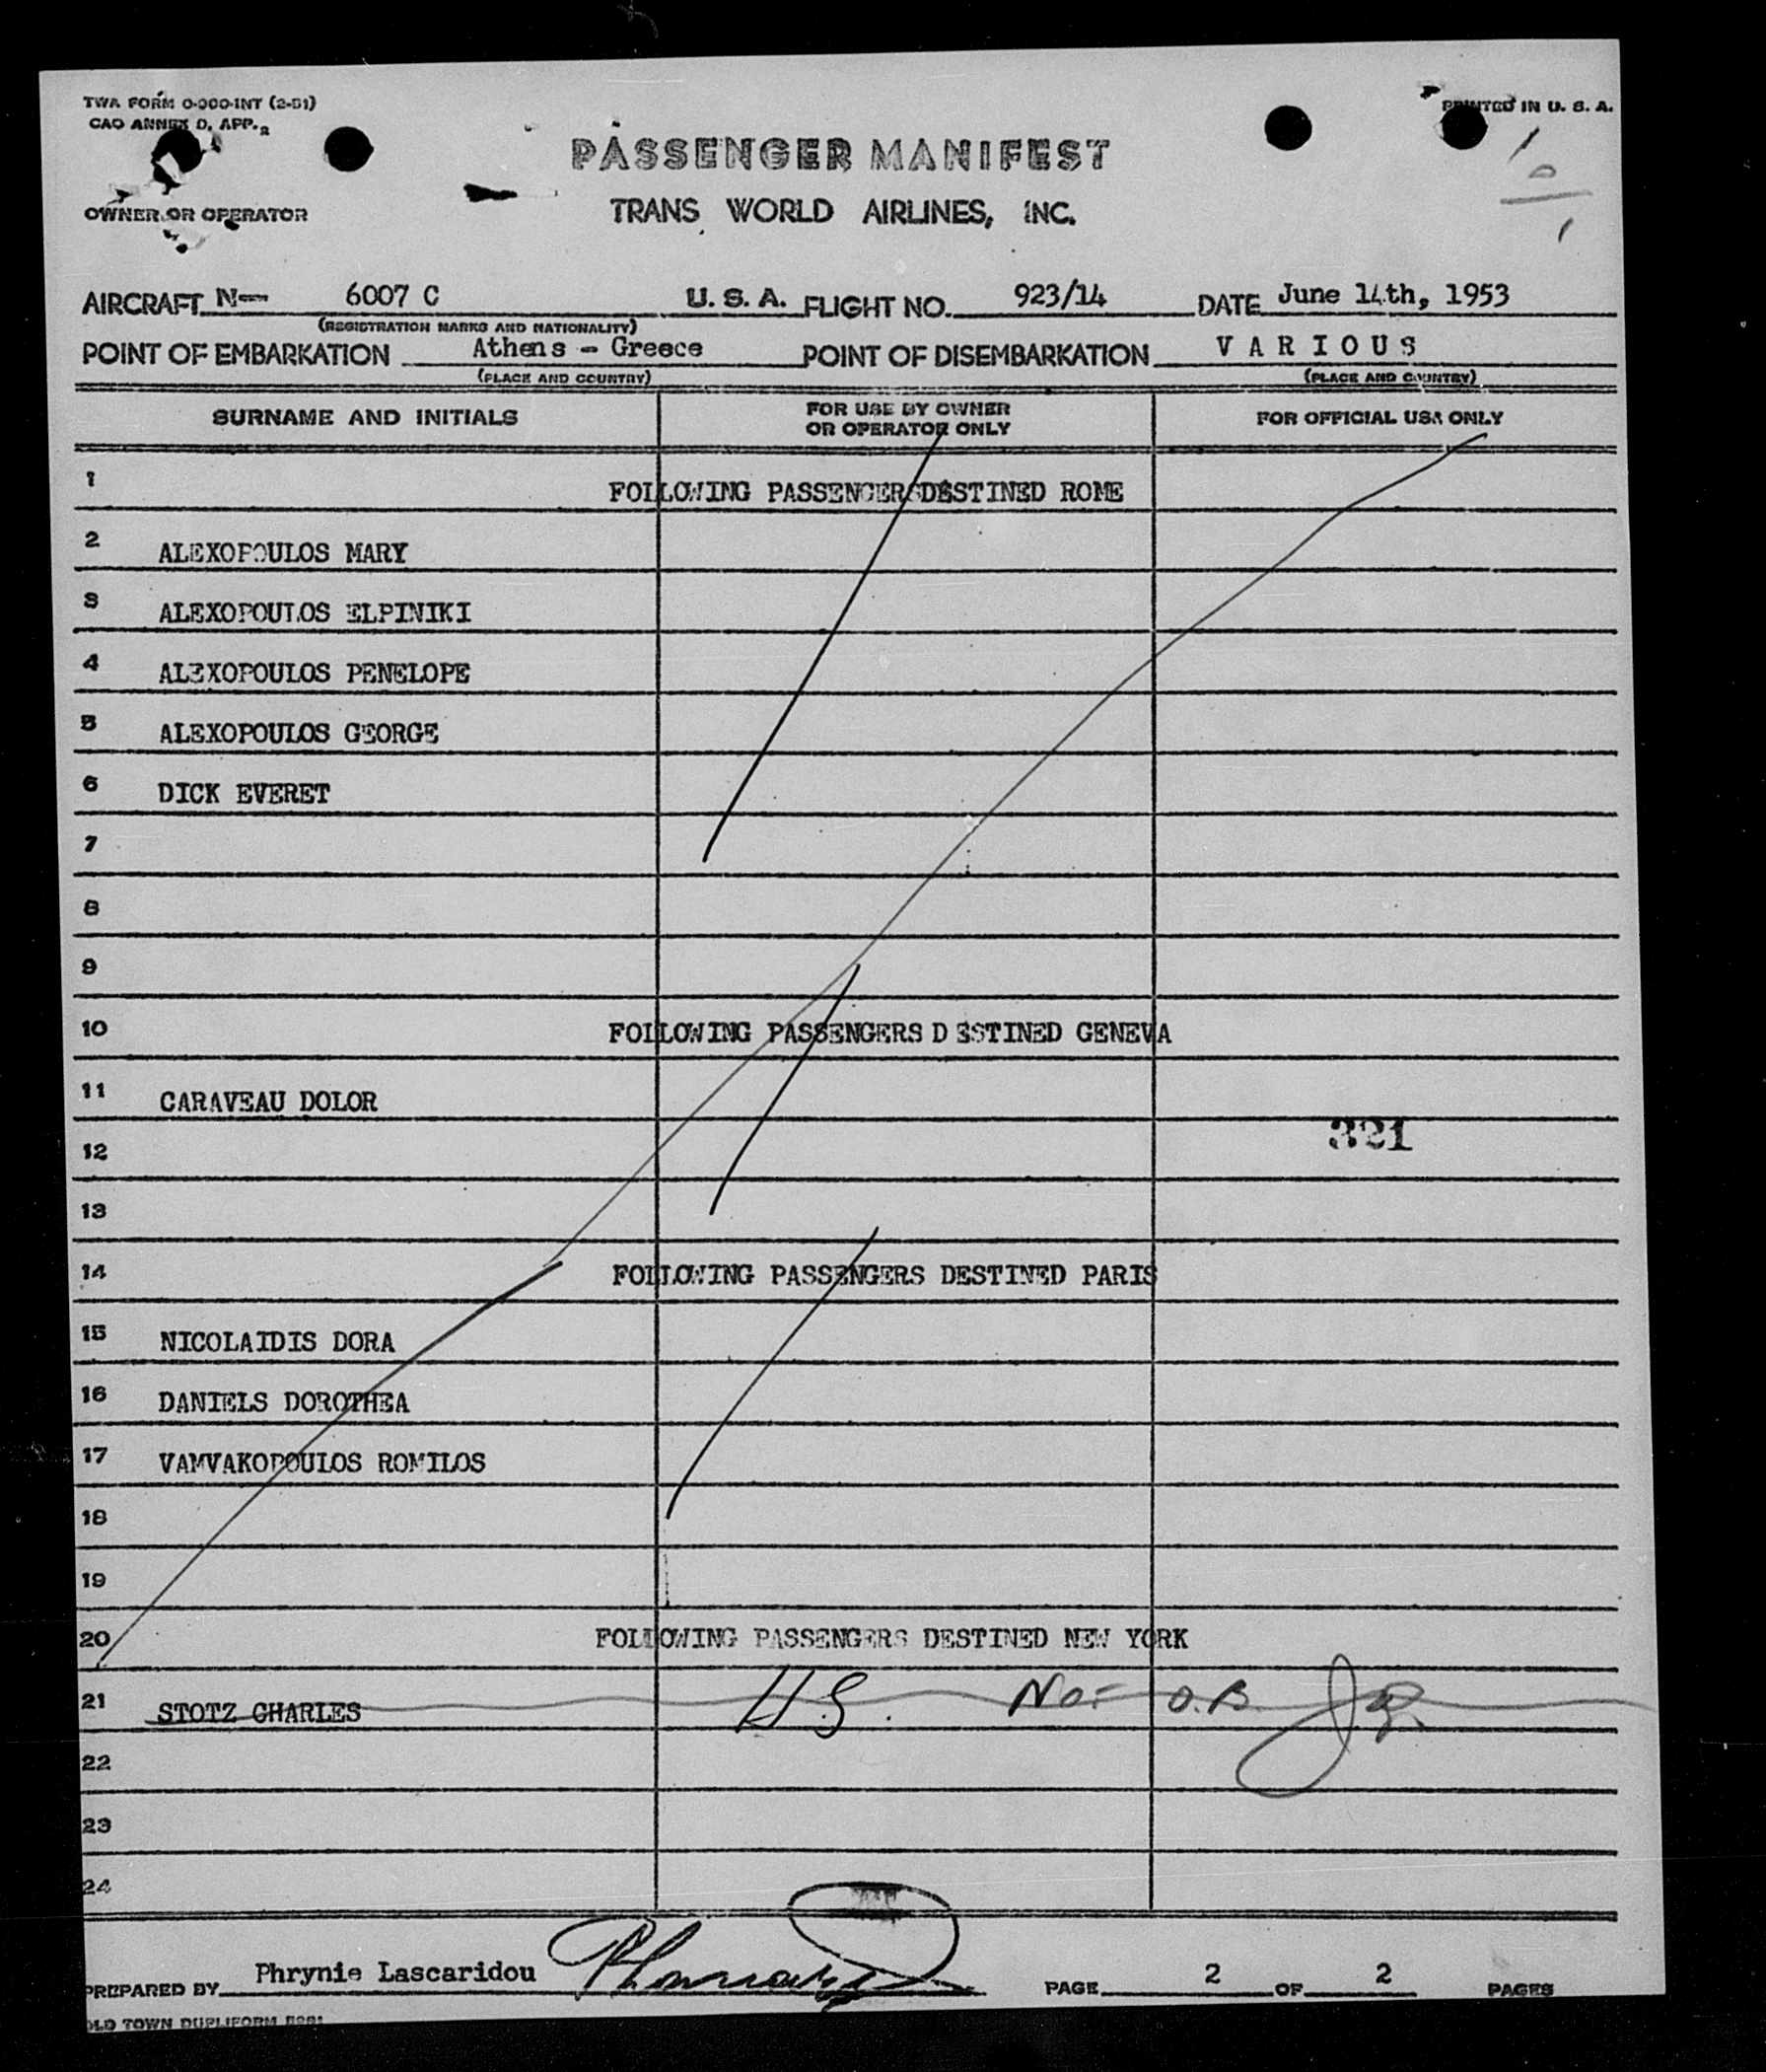 TWA FORM 0-900-INT (2-51)
PRINTED IN U. S. A.
CAO ANNEX D, APP. 2
PASSENGER MANIFEST
OWNER OR OPERATOR
TRANS WORLD AIRLINES, INC.
AIRCRAFT N— 6007 C U. S. A. FLIGHT NO. 923/14 DATE June 14th, 1953
(REGISTRATION MARKS AND NATIONALITY)
POINT OF EMBARKATION Athens - Greece POINT OF DISEMBARKATION VARIOUS
(PLACE AND COUNTRY) (PLACE AND COUNTRY)
SURNAME AND INITIALS FOR USE BY OWNER OR OPERATOR ONLY FOR OFFICIAL USA ONLY
1 FOLLOWING PASSENGERS DESTINED ROME
2 ALEXOPOULOS MARY
3 ALEXOPOULOS ELPINIKI
4 ALEXOPOULOS PENELOPE
5 ALEXOPOULOS GEORGE
6 DICK EVERET
7
8
9
10 FOLLOWING PASSENGERS DESTINED GENEVA
11 CARAVEAU DOLOR
321
12
13
14 FOLLOWING PASSENGERS DESTINED PARIS
15 NICOLAIDIS DORA
16 DANIELS DOROTHEA
17 VAMVAKOPOULOS ROMILOS
18
19
20 FOLLOWING PASSENGERS DESTINED NEW YORK
21 STOTZ CHARLES Not O.B.
22
23
24
PREPARED BY Phrynie Lascaridou PAGE 2 OF 2 PAGES
OLD TOWN DUPLIFORM